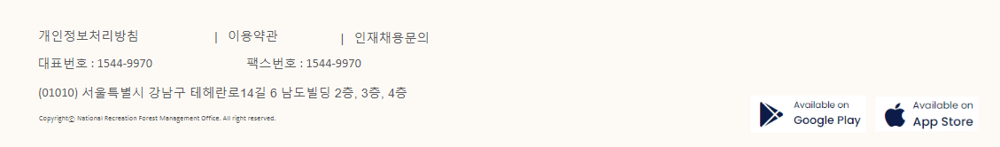 개인정보처리방침 | 이용약관 | 인재채용문의
대표번호 : 1544-9970 팩스번호 : 1544-9970
(01010) 서울특별시 강남구 테헤란로14길 6 남도빌딩 2층, 3층, 4층
Copyrightⓒ National Recreation Forest Management Office. All right reserved.
Available on
Google Play
Available on
App Store